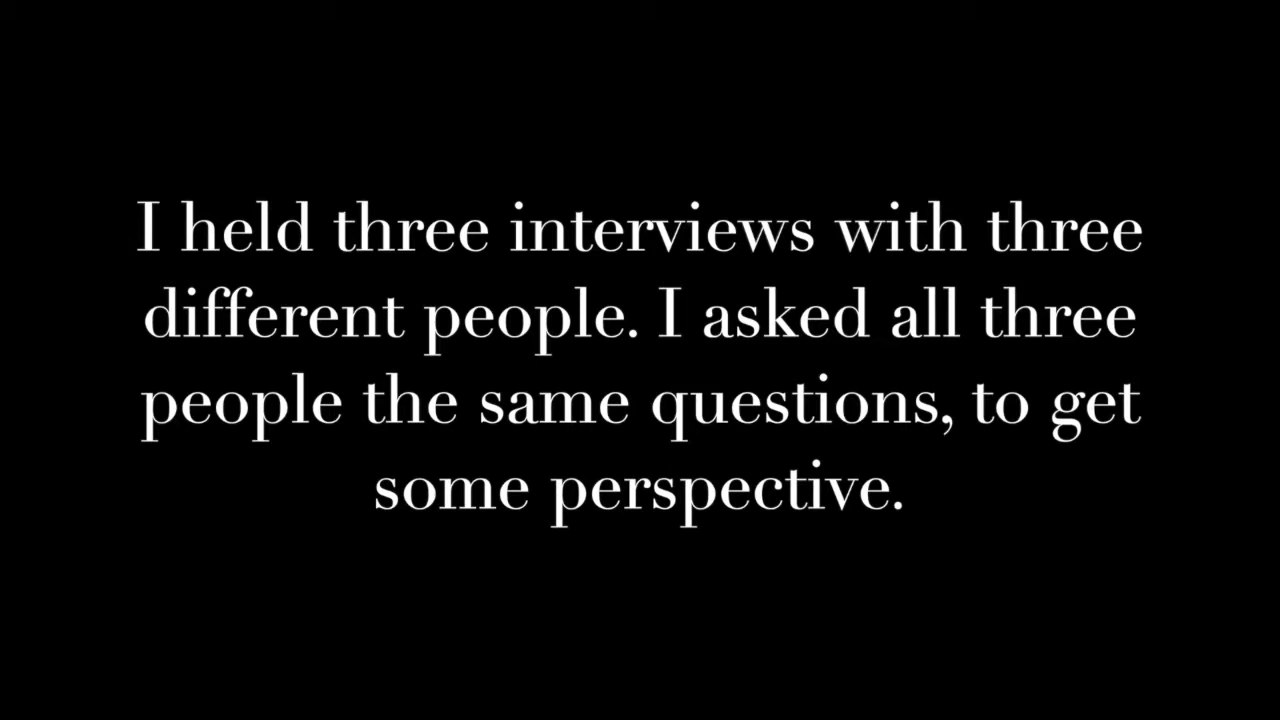 I held three interviews with three
different people. I asked all three
people the same questions, to get
some perspective.